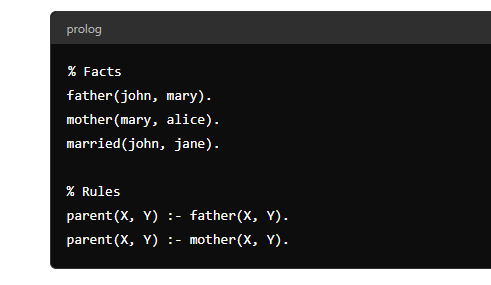 prolog
% Facts
father(john, mary).
mother(mary, alice).
married(john, jane).
% Rules
parent(X, Y) :- father(X, Y).
parent(X, Y) :- mother(X, Y).